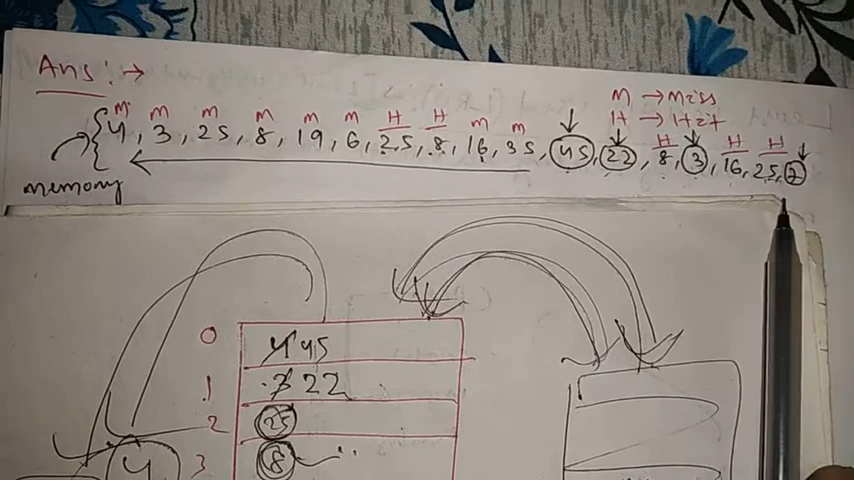 Ans:→
M M M M M M H H M M
M → Miss
H → Hit
{4, 3, 25, 8, 19, 6, 25, 8, 16, 35, 45, 22, 8, 3, 16, 25, 2
H H H
memory
0 4 45
1 3 22
2 25
3 8
4